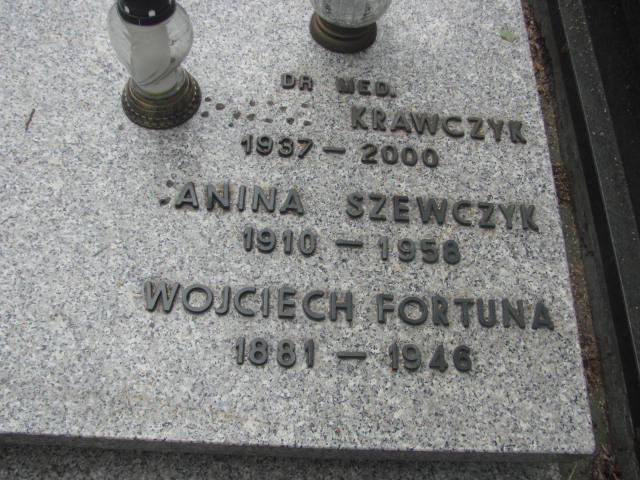 DR MED.
KRAWCZYK
1937 – 2000
ANINA SZEWCZYK
1910 – 1958
WOJCIECH FORTUNA
1881 – 1946